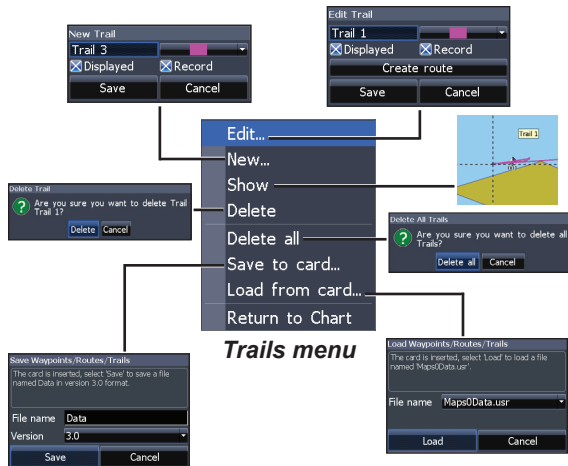 New Trail
Trail 3
Displayed
Record
Save
Cancel
Edit Trail
Trail 1
Displayed
Record
Create route
Save
Cancel
Edit...
New...
Show
Delete
Delete all
Save to card...
Load from card...
Return to Chart
Trails menu
Trail 1
Delete Trail
Are you sure you want to delete Trail
Trail 1?
Delete
Cancel
Delete All Trails
Are you sure you want to delete all
Trails?
Delete all
Cancel
Save Waypoints/Routes/Trails
The card is inserted, select 'Save' to save a file
named Data in version 3.0 format.
File name
Data
Version
3.0
Save
Cancel
Load Waypoints/Routes/Trails
The card is inserted, select 'Load' to load a file
named 'Maps0Data.usr'.
File name
Maps0Data.usr
Load
Cancel